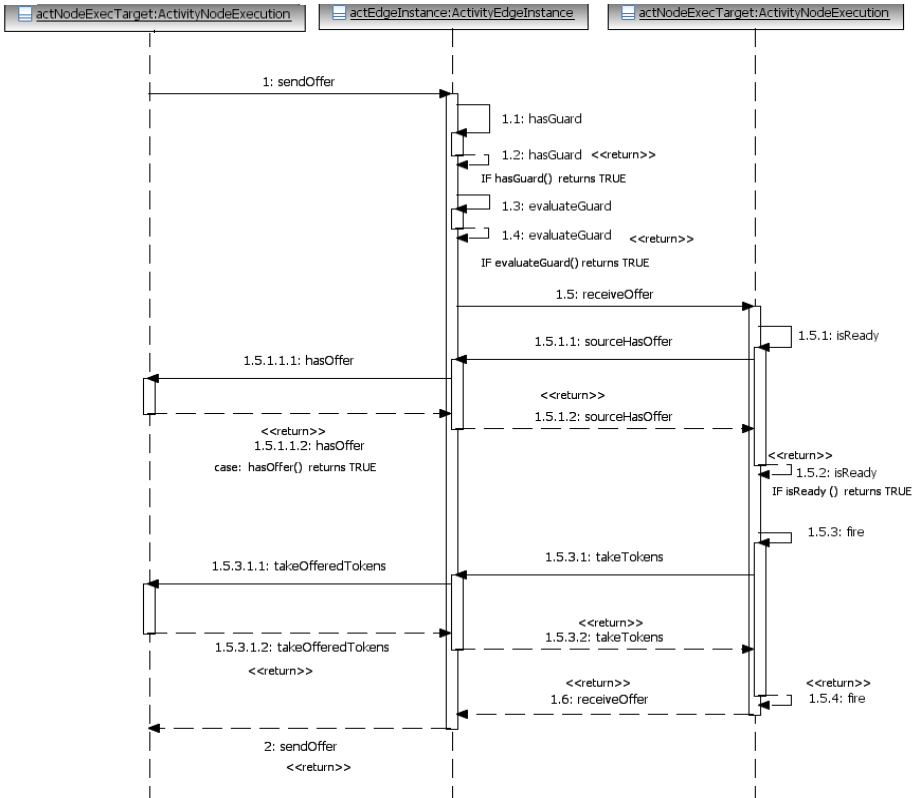 actNodeExecTarget:ActivityNodeExecution
actEdgeInstance:ActivityEdgeInstance
actNodeExecTarget:ActivityNodeExecution
1: sendOffer
1.1: hasGuard
1.2: hasGuard <<return>>
IF hasGuard() returns TRUE
1.3: evaluateGuard
1.4: evaluateGuard <<return>>
IF evaluateGuard() returns TRUE
1.5: receiveOffer
1.5.1: isReady
1.5.1.1: sourceHasOffer
1.5.1.1.1: hasOffer
<<return>>
1.5.1.2: sourceHasOffer
<<return>>
1.5.1.1.2: hasOffer
case: hasOffer() returns TRUE
<<return>>
1.5.2: isReady
IF isReady () returns TRUE
1.5.3: fire
1.5.3.1: takeTokens
1.5.3.1.1: takeOfferedTokens
<<return>>
1.5.3.2: takeTokens
1.5.3.1.2: takeOfferedTokens
<<return>>
<<return>>
1.6: receiveOffer
<<return>>
1.5.4: fire
2: sendOffer
<<return>>